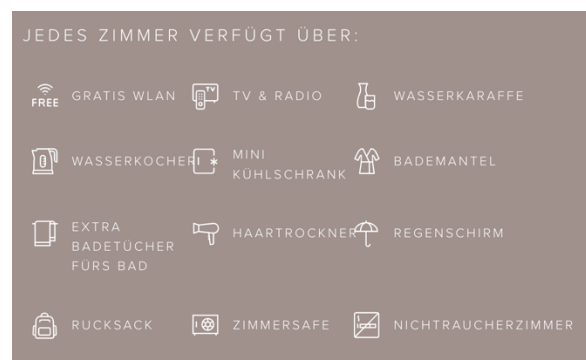 JEDES ZIMMER VERFÜGT ÜBER:
FREE GRATIS WLAN
TV TV & RADIO
WASSERKARAFFE
WASSERKOCHER
MINI
KÜHLSCHRANK
BADEMANTEL
EXTRA
BADETÜCHER
FÜRS BAD
HAARTROCKNER
REGENSCHIRM
RUCKSACK
ZIMMERSAFE
NICHTRAUCHERZIMMER